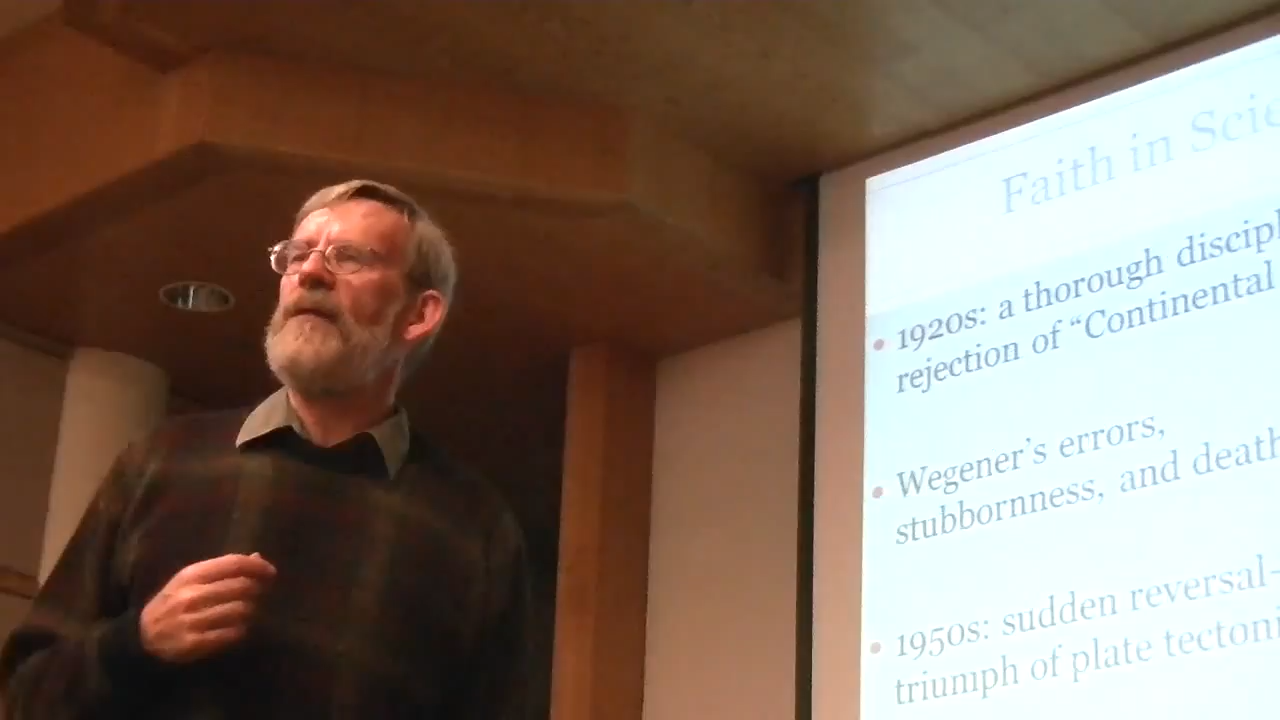 Faith in Scie
• 1920s: a thorough discipl
rejection of “Continental
• Wegener’s errors,
stubbornness, and death
• 1950s: sudden reversal–
triumph of plate tectoni